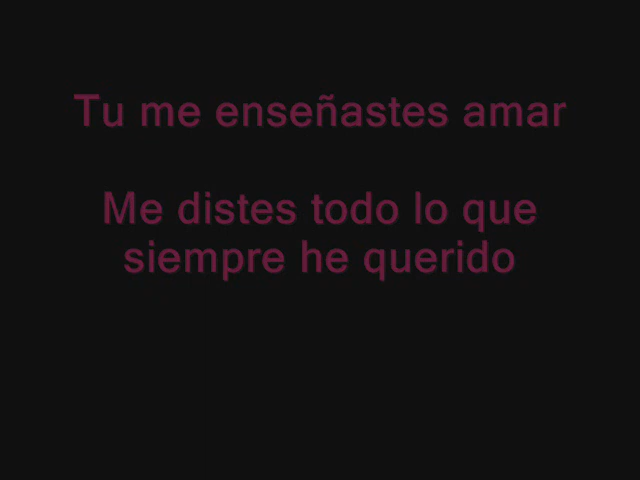 Tu me enseñastes amar
Me distes todo lo que
siempre he querido